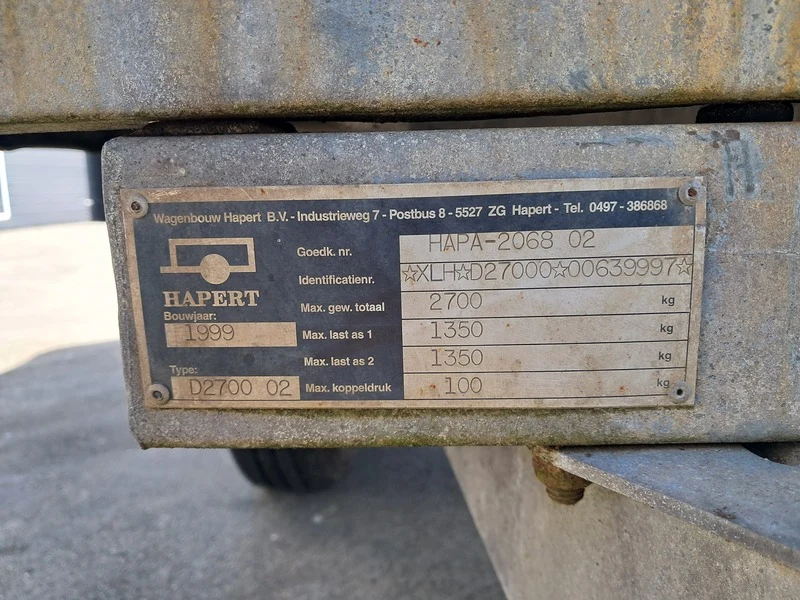 Wagenbouw Hapert B.V. - Industrieweg 7 - Postbus 8 - 5527 ZG Hapert - Tel. 0497 - 386868
HAPERT
Bouwjaar:
1999
Type:
D2700 02
Goedk. nr. HAPA-2068 02
Identificatienr. ☆XLH☆D27000☆00639997☆
Max. gew. totaal 2700 kg
Max. last as 1 1350 kg
Max. last as 2 1350 kg
Max. koppeldruk 100 kg